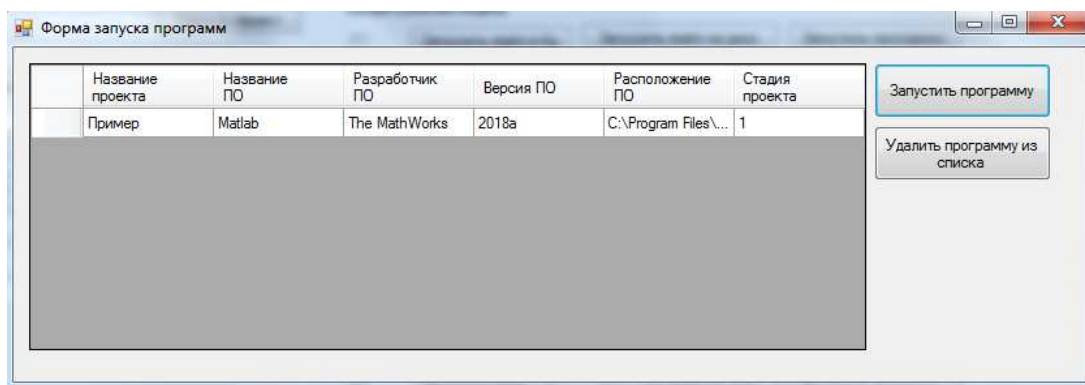 Форма запуска программ
Название проекта
Название ПО
Разработчик ПО
Версия ПО
Расположение ПО
Стадия проекта
Пример
Matlab
The MathWorks
2018a
C:\Program Files\...
1
Запустить программу
Удалить программу из
списка